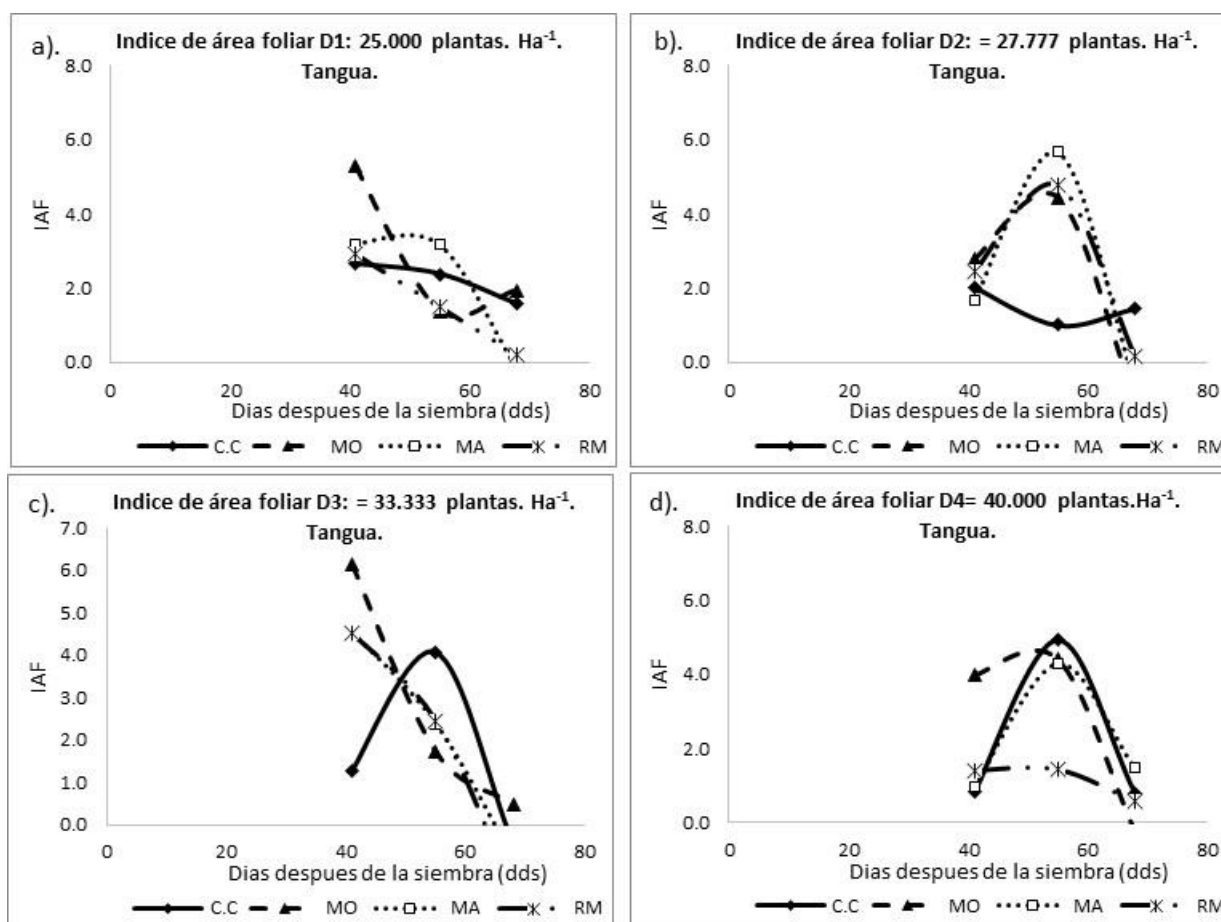 a). Indice de área foliar D1: 25.000 plantas. Ha⁻¹.
Tangua.
8.0
6.0
4.0
2.0
0.0
IAF
0 20 40 60 80
Dias despues de la siembra (dds)
C.C MO MA RM
b). Indice de área foliar D2: = 27.777 plantas. Ha⁻¹.
Tangua.
8.0
6.0
4.0
2.0
0.0
IAF
0 20 40 60 80
Dias despues de la siembra (dds)
C.C MO MA RM
c). Indice de área foliar D3: = 33.333 plantas. Ha⁻¹.
Tangua.
7.0
6.0
5.0
4.0
3.0
2.0
1.0
0.0
IAF
0 20 40 60 80
Dias despues de la siembra (dds)
C.C MO MA RM
d). Indice de área foliar D4= 40.000 plantas.Ha⁻¹.
Tangua.
8.0
6.0
4.0
2.0
0.0
IAF
0 20 40 60 80
Dias despues de la siembra (dds)
C.C MO MA RM